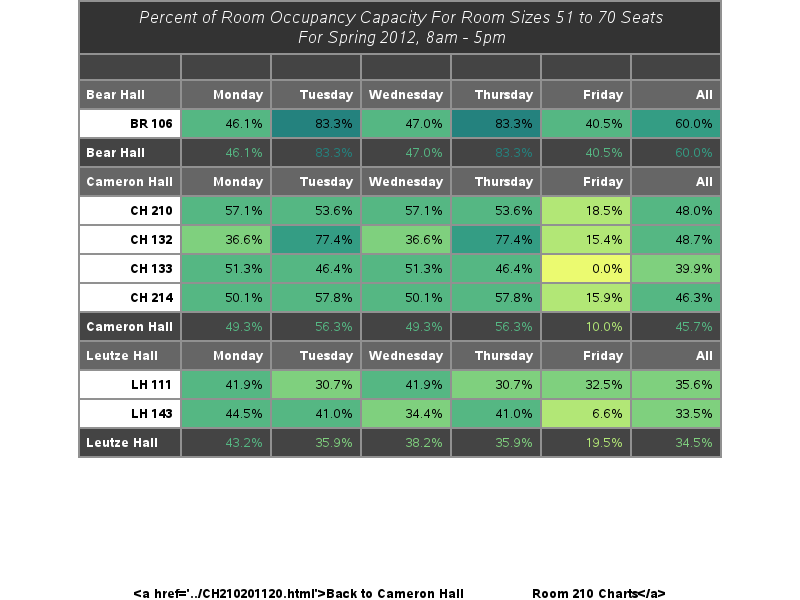 Percent of Room Occupancy Capacity For Room Sizes 51 to 70 Seats
For Spring 2012, 8am - 5pm
Bear Hall Monday Tuesday Wednesday Thursday Friday All
BR 106 46.1% 83.3% 47.0% 83.3% 40.5% 60.0%
Bear Hall 46.1% 83.3% 47.0% 83.3% 40.5% 60.0%
Cameron Hall Monday Tuesday Wednesday Thursday Friday All
CH 210 57.1% 53.6% 57.1% 53.6% 18.5% 48.0%
CH 132 36.6% 77.4% 36.6% 77.4% 15.4% 48.7%
CH 133 51.3% 46.4% 51.3% 46.4% 0.0% 39.9%
CH 214 50.1% 57.8% 50.1% 57.8% 15.9% 46.3%
Cameron Hall 49.3% 56.3% 49.3% 56.3% 10.0% 45.7%
Leutze Hall Monday Tuesday Wednesday Thursday Friday All
LH 111 41.9% 30.7% 41.9% 30.7% 32.5% 35.6%
LH 143 44.5% 41.0% 34.4% 41.0% 6.6% 33.5%
Leutze Hall 43.2% 35.9% 38.2% 35.9% 19.5% 34.5%
<a href='../CH210201120.html'>Back to Cameron Hall Room 210 Charts</a>